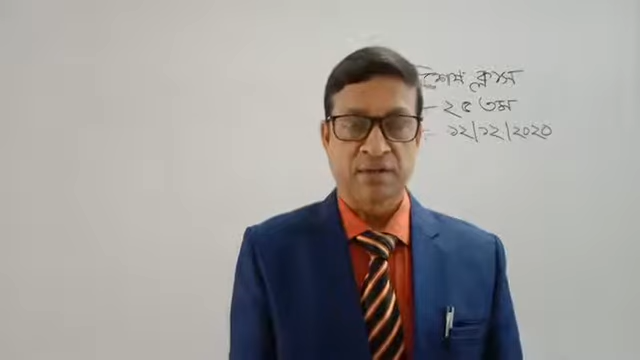 বিশেষ ক্লাস
- ২৫ তম
- ১২/১২/২০২০